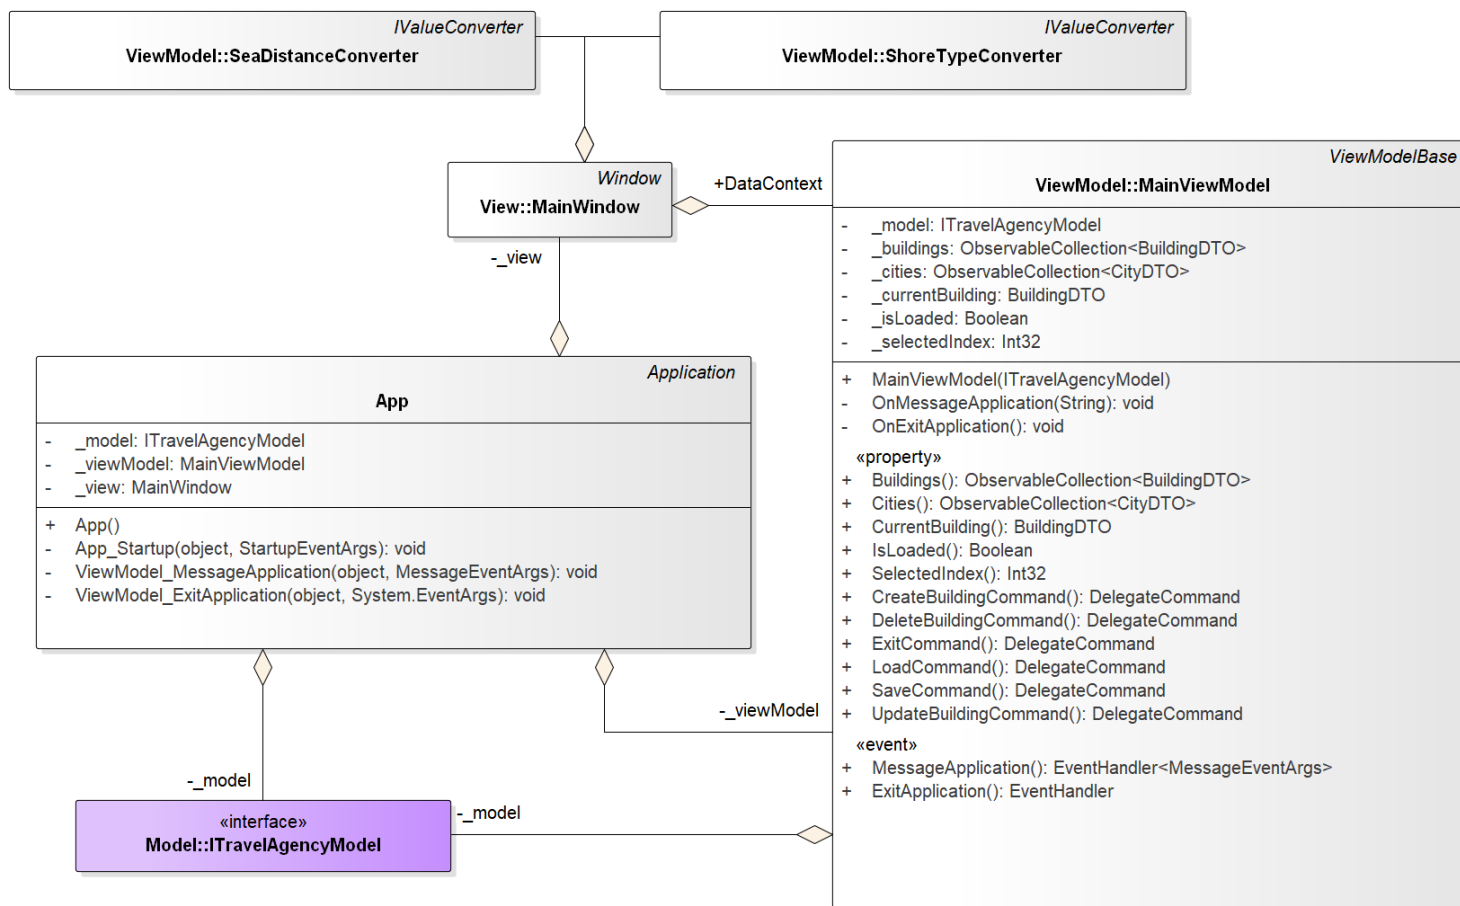 IValueConverter
ViewModel::SeaDistanceConverter
IValueConverter
ViewModel::ShoreTypeConverter
Window
View::MainWindow
+DataContext
-_view
Application
App
- _model: ITravelAgencyModel
- _viewModel: MainViewModel
- _view: MainWindow
+ App()
- App_Startup(object, StartupEventArgs): void
- ViewModel_MessageApplication(object, MessageEventArgs): void
- ViewModel_ExitApplication(object, System.EventArgs): void
-_viewModel
-_model
«interface»
Model::ITravelAgencyModel
-_model
ViewModelBase
ViewModel::MainViewModel
- _model: ITravelAgencyModel
- _buildings: ObservableCollection<BuildingDTO>
- _cities: ObservableCollection<CityDTO>
- _currentBuilding: BuildingDTO
- _isLoaded: Boolean
- _selectedIndex: Int32
+ MainViewModel(ITravelAgencyModel)
- OnMessageApplication(String): void
- OnExitApplication(): void
«property»
+ Buildings(): ObservableCollection<BuildingDTO>
+ Cities(): ObservableCollection<CityDTO>
+ CurrentBuilding(): BuildingDTO
+ IsLoaded(): Boolean
+ SelectedIndex(): Int32
+ CreateBuildingCommand(): DelegateCommand
+ DeleteBuildingCommand(): DelegateCommand
+ ExitCommand(): DelegateCommand
+ LoadCommand(): DelegateCommand
+ SaveCommand(): DelegateCommand
+ UpdateBuildingCommand(): DelegateCommand
«event»
+ MessageApplication(): EventHandler<MessageEventArgs>
+ ExitApplication(): EventHandler